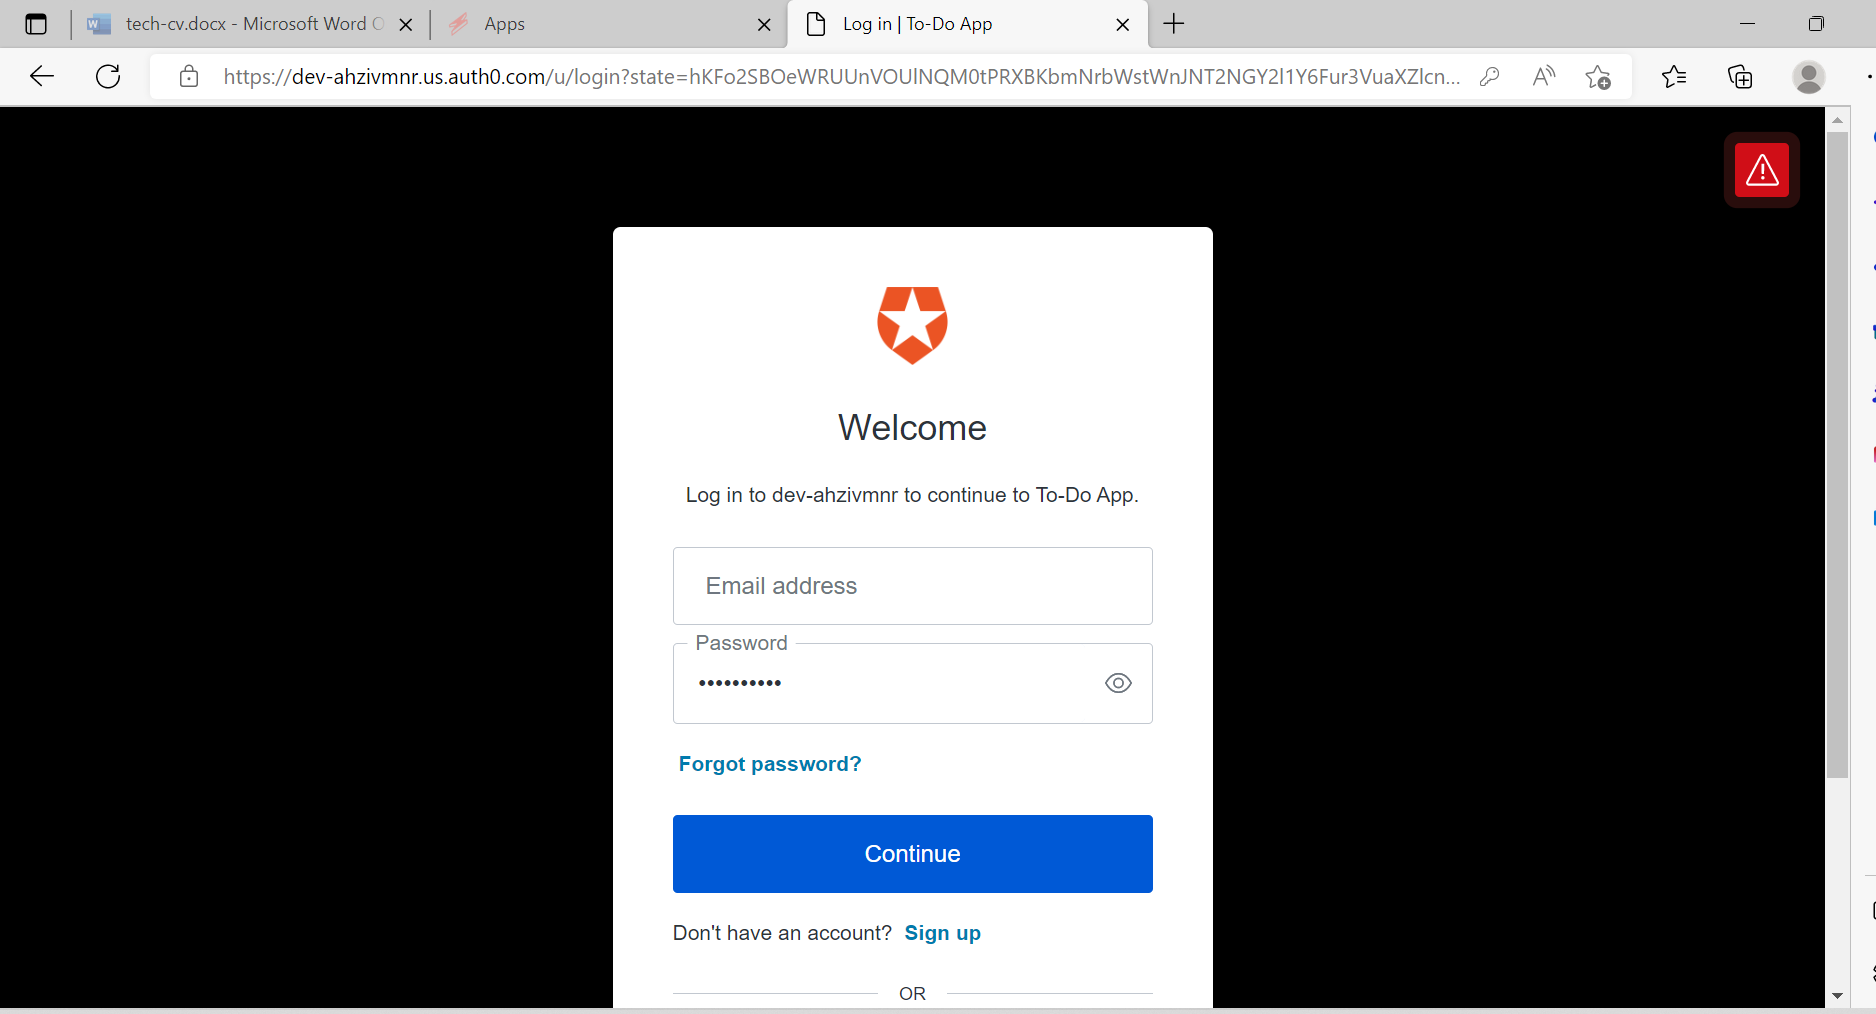 tech-cv.docx - Microsoft Word O
Apps
Log in | To-Do App
https://dev-ahzivmnr.us.auth0.com/u/login?state=hKFo2SBOeWRUUnVOUlNQM0tPRXBKbmNrbWstWnJNT2NGY2l1Y6Fur3VuaXZlcn...
Welcome
Log in to dev-ahzivmnr to continue to To-Do App.
Email address
Password
••••••••••
Forgot password?
Continue
Don't have an account? Sign up
OR